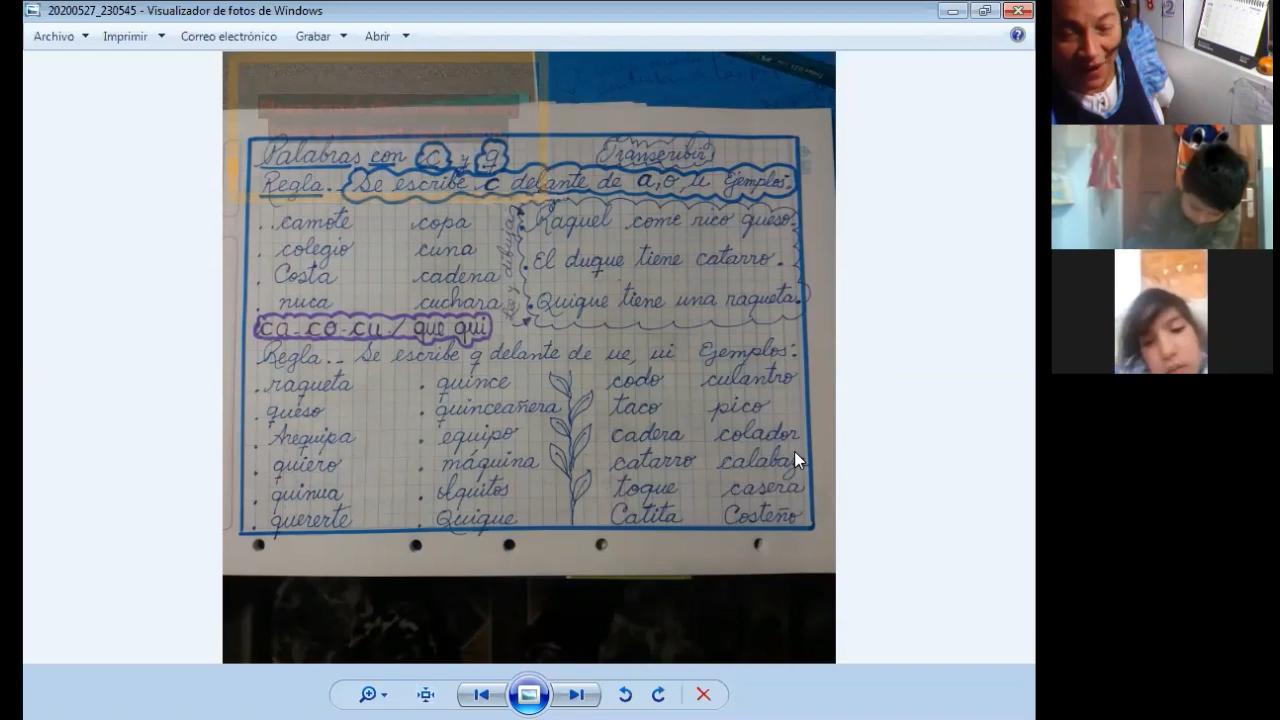 20200527_230545 - Visualizador de fotos de Windows
Archivo Imprimir Correo electrónico Grabar Abrir
Palabras con c y q Transcribir
Regla.. Se escribe c delante de a, o, u Ejemplos:
. camote copa
. colegio cuna
. Costa cadena
. nuca cuchara
y dibuja
. Raquel come rico queso.
. El duque tiene catarro.
. Quique tiene una raqueta.
ca-co-cu / que qui
Regla.. Se escribe q delante de ue, ui Ejemplos:
. raqueta . quince codo culantro
. queso . quinceañera taco pico
. Arequipa . equipo cadera colador
. quiero . máquina catarro
. quinua . Iquitos toque casera
. quererte . Quique Catita Costeño